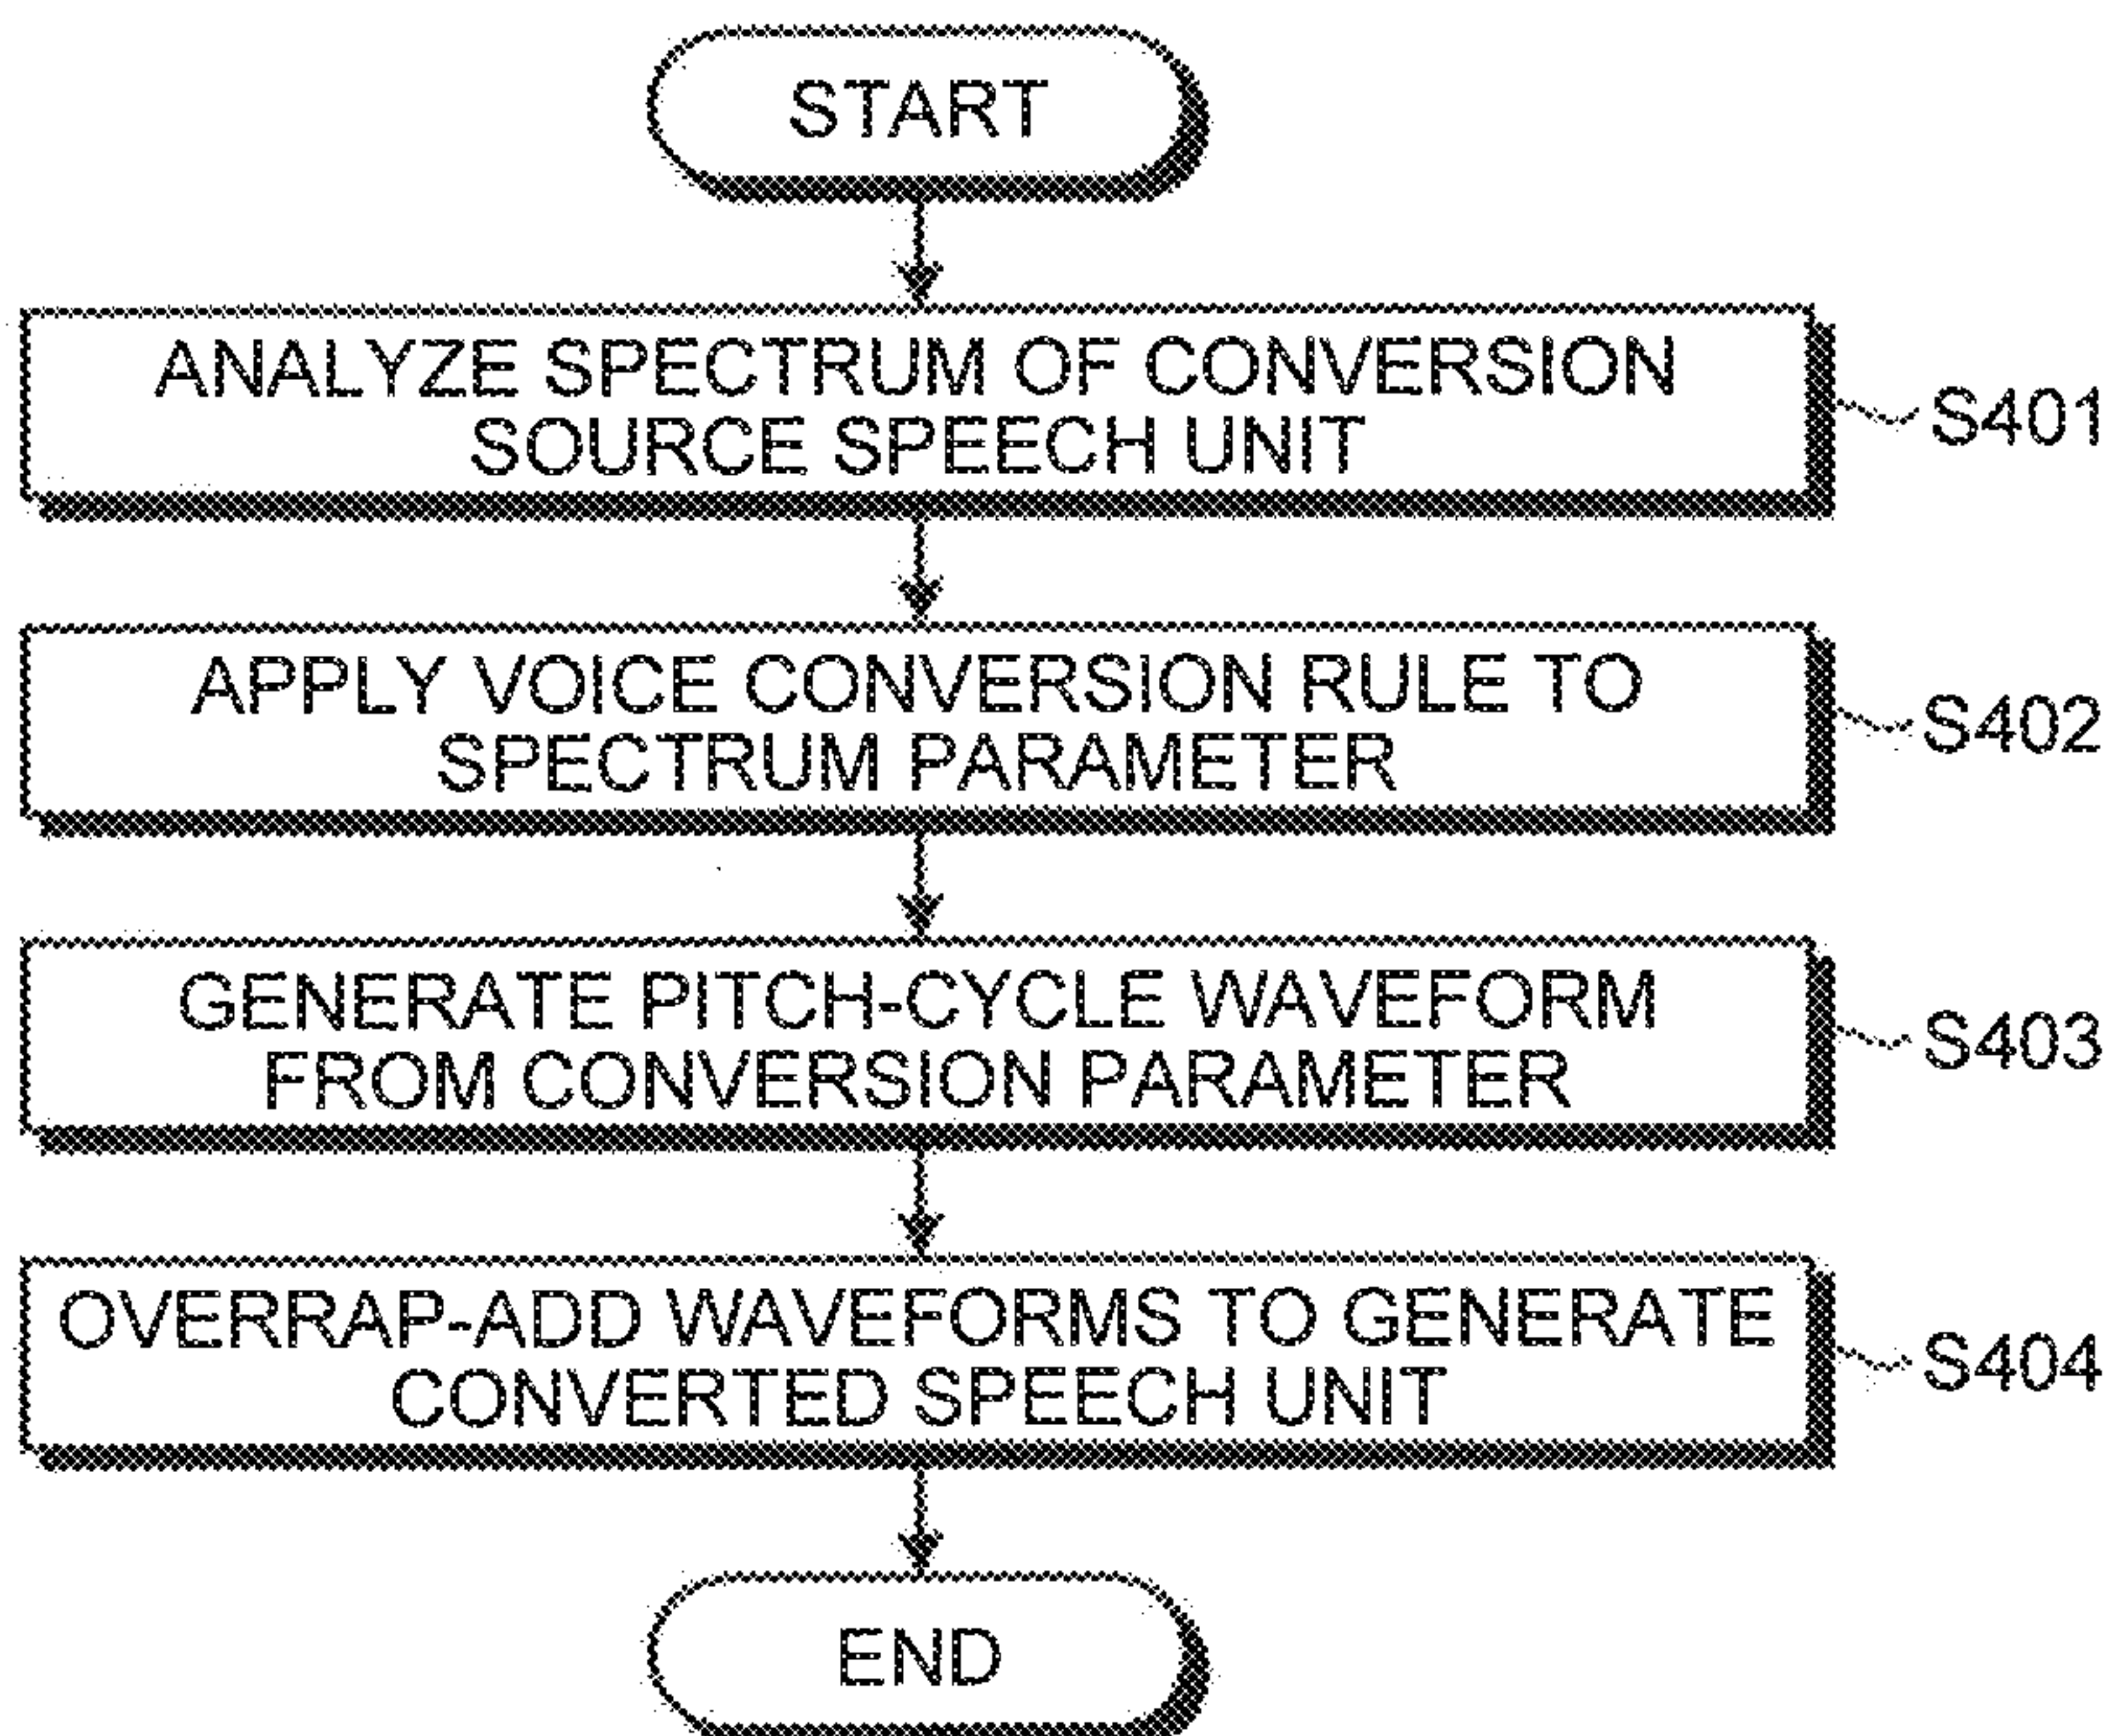 START
ANALYZE SPECTRUM OF CONVERSION
SOURCE SPEECH UNIT
S401
APPLY VOICE CONVERSION RULE TO
SPECTRUM PARAMETER
S402
GENERATE PITCH-CYCLE WAVEFORM
FROM CONVERSION PARAMETER
S403
OVERRAP-ADD WAVEFORMS TO GENERATE
CONVERTED SPEECH UNIT
S404
END